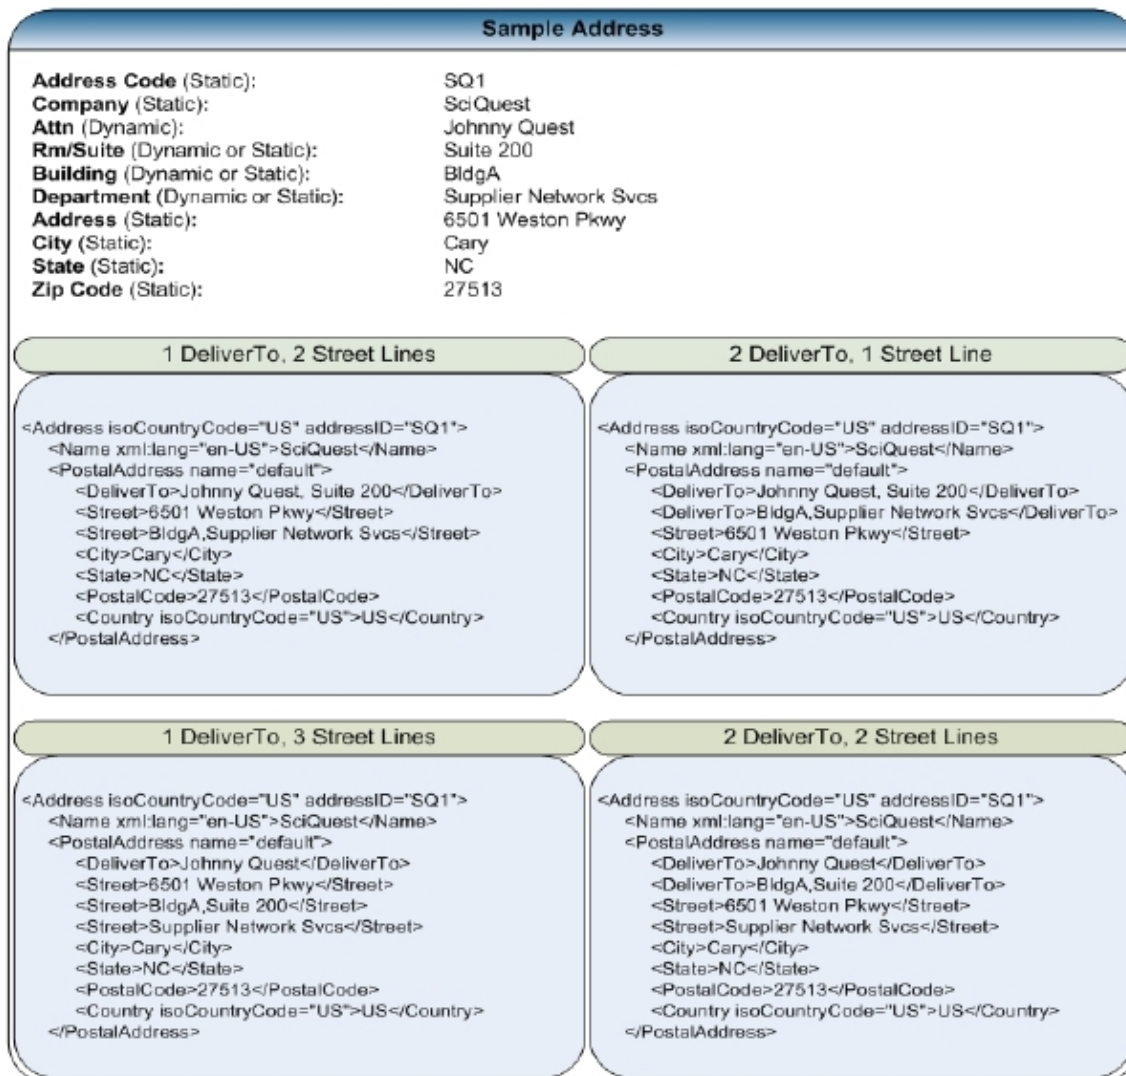 Sample Address
Address Code (Static): SQ1
Company (Static): SciQuest
Attn (Dynamic): Johnny Quest
Rm/Suite (Dynamic or Static): Suite 200
Building (Dynamic or Static): BldgA
Department (Dynamic or Static): Supplier Network Svcs
Address (Static): 6501 Weston Pkwy
City (Static): Cary
State (Static): NC
Zip Code (Static): 27513
1 DeliverTo, 2 Street Lines
<Address isoCountryCode="US" addressID="SQ1">
<Name xml:lang="en-US">SciQuest</Name>
<PostalAddress name="default">
<DeliverTo>Johnny Quest, Suite 200</DeliverTo>
<Street>6501 Weston Pkwy</Street>
<Street>BldgA,Supplier Network Svcs</Street>
<City>Cary</City>
<State>NC</State>
<PostalCode>27513</PostalCode>
<Country isoCountryCode="US">US</Country>
</PostalAddress>
2 DeliverTo, 1 Street Line
<Address isoCountryCode="US" addressID="SQ1">
<Name xml:lang="en-US">SciQuest</Name>
<PostalAddress name="default">
<DeliverTo>Johnny Quest, Suite 200</DeliverTo>
<DeliverTo>BldgA,Supplier Network Svcs</DeliverTo>
<Street>6501 Weston Pkwy</Street>
<City>Cary</City>
<State>NC</State>
<PostalCode>27513</PostalCode>
<Country isoCountryCode="US">US</Country>
</PostalAddress>
1 DeliverTo, 3 Street Lines
<Address isoCountryCode="US" addressID="SQ1">
<Name xml:lang="en-US">SciQuest</Name>
<PostalAddress name="default">
<DeliverTo>Johnny Quest</DeliverTo>
<Street>6501 Weston Pkwy</Street>
<Street>BldgA,Suite 200</Street>
<Street>Supplier Network Svcs</Street>
<City>Cary</City>
<State>NC</State>
<PostalCode>27513</PostalCode>
<Country isoCountryCode="US">US</Country>
</PostalAddress>
2 DeliverTo, 2 Street Lines
<Address isoCountryCode="US" addressID="SQ1">
<Name xml:lang="en-US">SciQuest</Name>
<PostalAddress name="default">
<DeliverTo>Johnny Quest</DeliverTo>
<DeliverTo>BldgA,Suite 200</DeliverTo>
<Street>6501 Weston Pkwy</Street>
<Street>Supplier Network Svcs</Street>
<City>Cary</City>
<State>NC</State>
<PostalCode>27513</PostalCode>
<Country isoCountryCode="US">US</Country>
</PostalAddress>